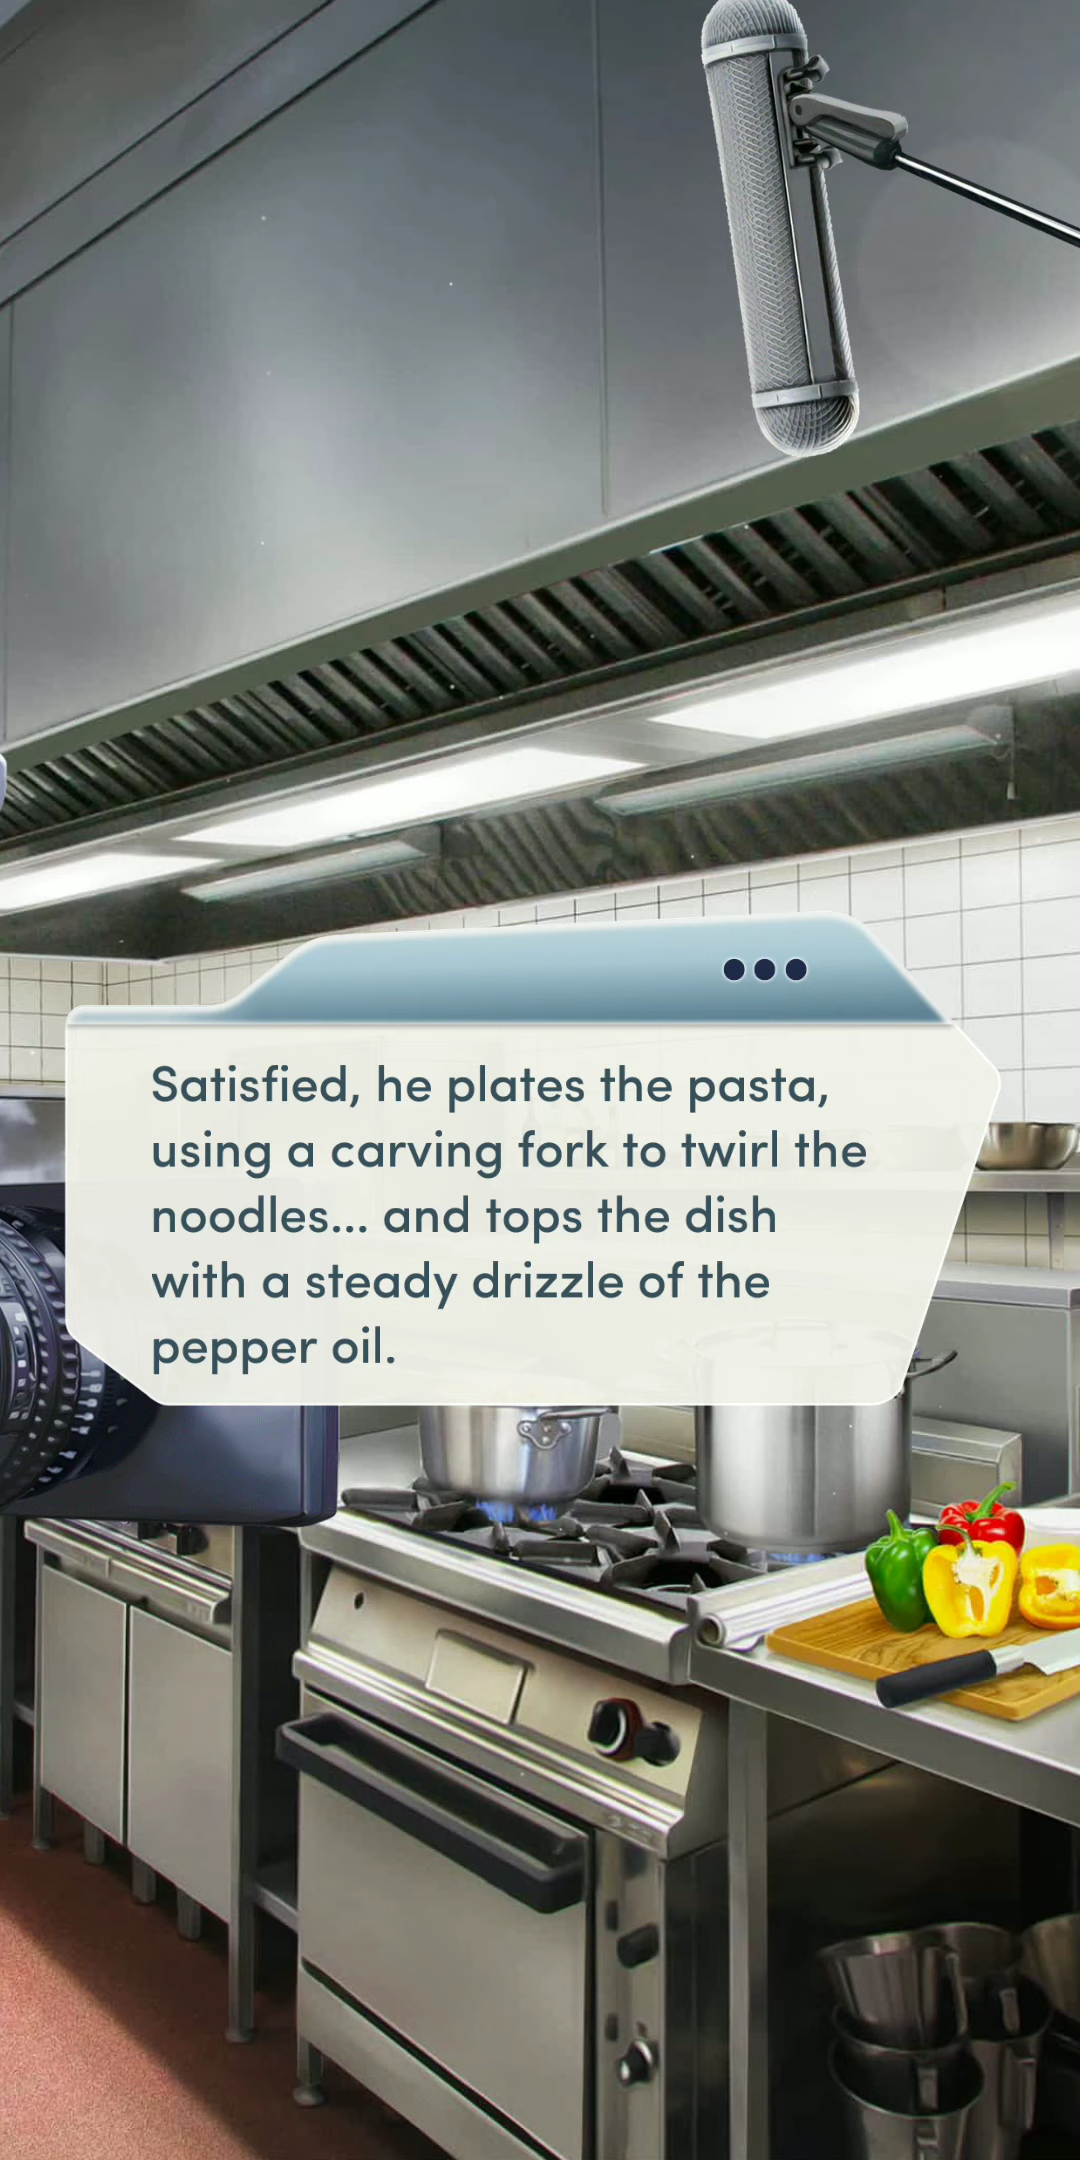 Satisfied, he plates the pasta,
using a carving fork to twirl the
noodles... and tops the dish
with a steady drizzle of the
pepper oil.